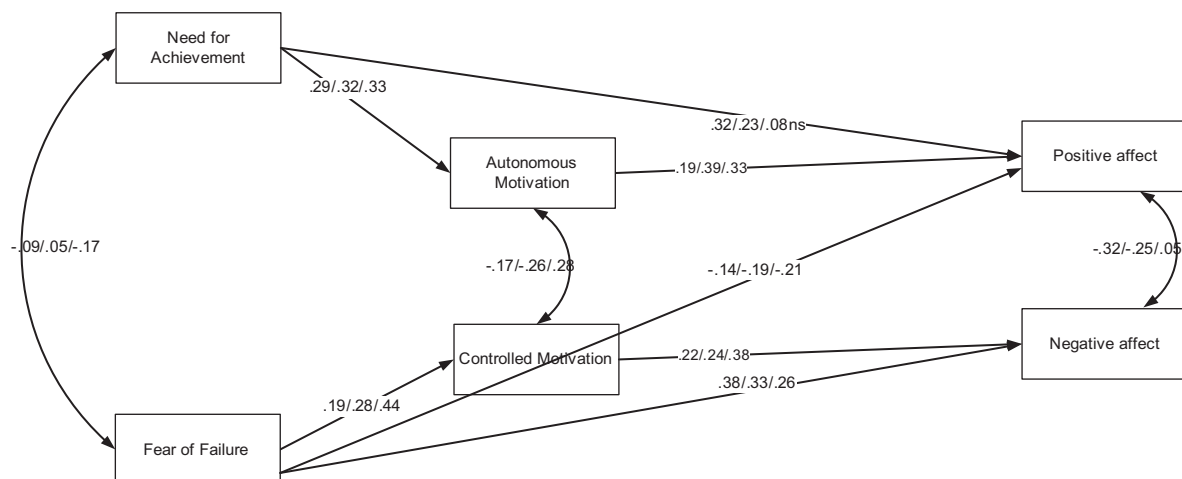 Need for
Achievement
.29/.32/.33
.32/.23/.08ns
Autonomous
Motivation
.19/.39/.33
Positive affect
-.09/.05/-.17
-.17/-.26/.28
-.14/-.19/-.21
-.32/-.25/.05
Controlled Motivation
.22/.24/.38
Negative affect
.38/.33/.26
.19/.28/.44
Fear of Failure